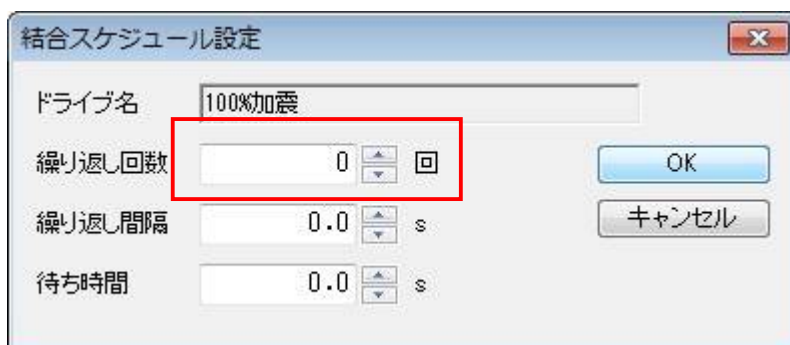 結合スケジュール設定
ドライブ名 100%加震
繰り返し回数 0 回
OK
繰り返し間隔 0.0 s
キャンセル
待ち時間 0.0 s